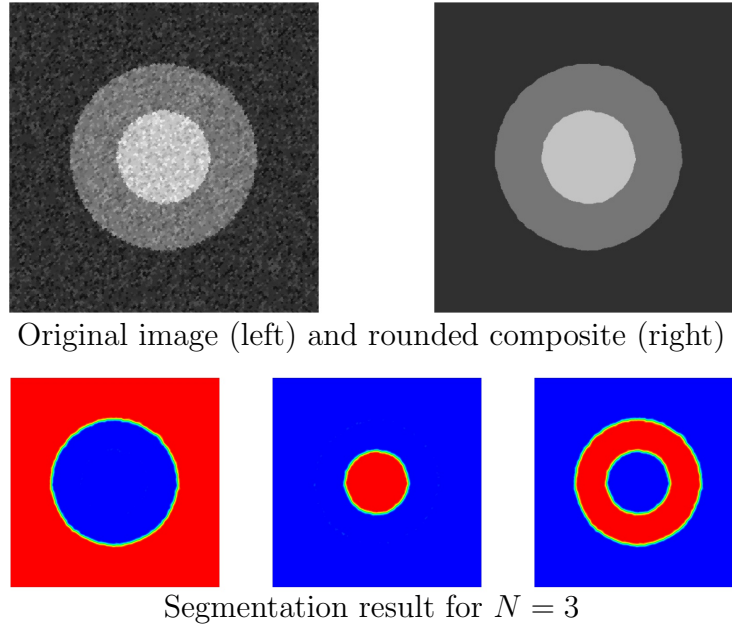 Original image (left) and rounded composite (right)
Segmentation result for N = 3